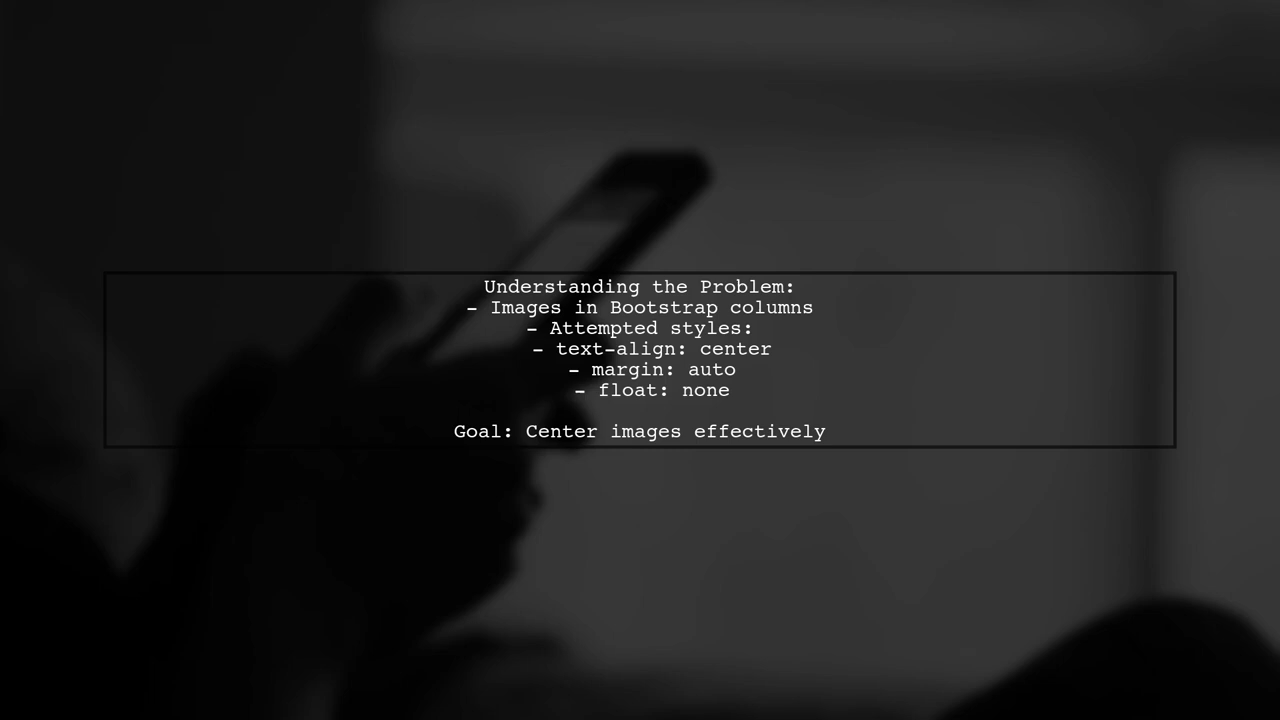 Understanding the Problem:
- Images in Bootstrap columns
- Attempted styles:
- text-align: center
- margin: auto
- float: none
Goal: Center images effectively